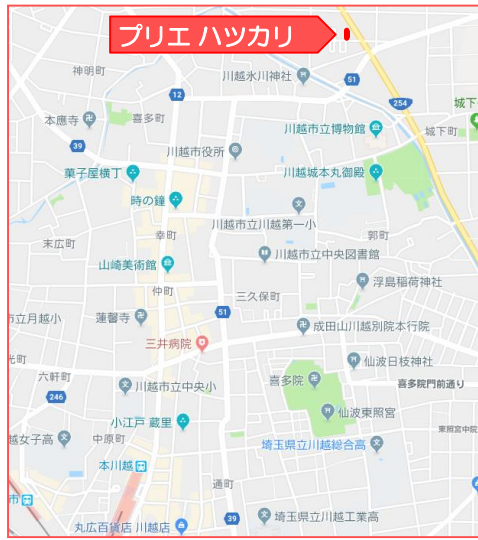 プリエ ハツカリ
神明町
川越氷川神社
51
12
254
本應寺
喜多町
川越市立博物館
城下
城下町
39
川越市役所
菓子屋横丁
川越城本丸御殿
時の鐘
川越市立川越第一小
末広町
幸町
郭町
川越市立中央図書館
山崎美術館
浮島稲荷神社
仲町
三久保町
市立月越小
蓮馨寺
51
成田山川越別院本行院
三井病院
光町
仙波日枝神社
六軒町
川越市立中央小
喜多院
喜多院門前通り
246
仙波東照宮
小江戸 蔵里
東照宮中院
越女子高
中原町
埼玉県立川越総合高
本川越
通町
市
39
埼玉県立川越工業高
丸広百貨店 川越店